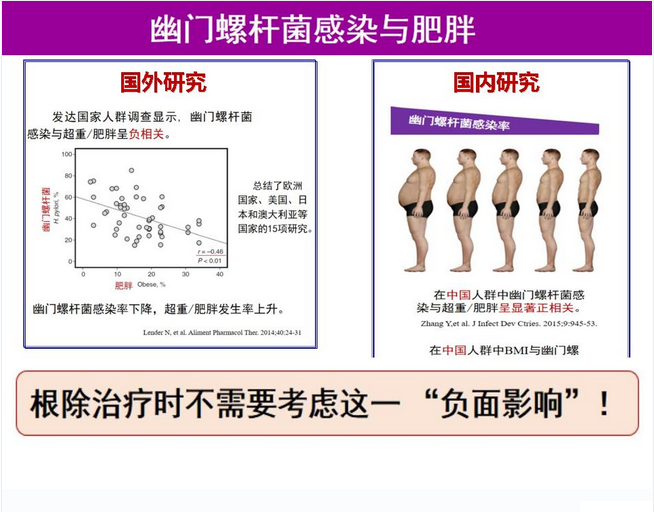 幽门螺杆菌感染与肥胖
国外研究
发达国家人群调查显示，幽门螺杆菌
感染与超重/肥胖呈负相关。
100
80
60
40
20
0
幽门螺杆菌
H. pylori, %
r = –0.46
P < 0.01
0 10 20 30 40
肥胖 Obese, %
总结了欧洲
国家、美国、日
本和澳大利亚等
国家的15项研究。
幽门螺杆菌感染率下降，超重/肥胖发生率上升。
Lender N, et al. Aliment Pharmacol Ther. 2014;40:24-31
国内研究
幽门螺杆菌感染率
在中国人群中幽门螺杆菌感
染与超重/肥胖呈显著正相关。
Zhang Y,et al. J Infect Dev Ctries. 2015;9:945-53.
在中国人群中BMI与幽门螺
根除治疗时不需要考虑这一“负面影响”！